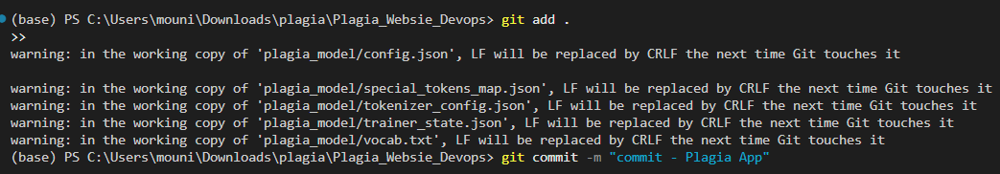 (base) PS C:\Users\mouni\Downloads\plagia\Plagia_Websie_Devops> git add .
>>
warning: in the working copy of 'plagia_model/config.json', LF will be replaced by CRLF the next time Git touches it
warning: in the working copy of 'plagia_model/special_tokens_map.json', LF will be replaced by CRLF the next time Git touches it
warning: in the working copy of 'plagia_model/tokenizer_config.json', LF will be replaced by CRLF the next time Git touches it
warning: in the working copy of 'plagia_model/trainer_state.json', LF will be replaced by CRLF the next time Git touches it
warning: in the working copy of 'plagia_model/vocab.txt', LF will be replaced by CRLF the next time Git touches it
(base) PS C:\Users\mouni\Downloads\plagia\Plagia_Websie_Devops> git commit -m "commit - Plagia App"